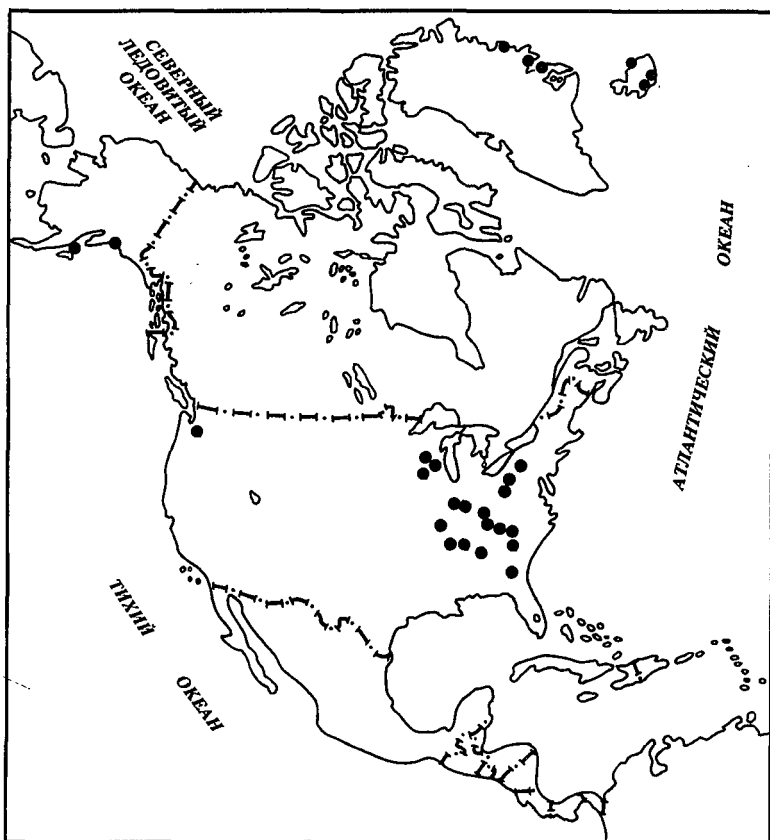 СЕВЕРНЫЙ
ЛЕДОВИТЫЙ
ОКЕАН
ОКЕАН
АТЛАНТИЧЕСКИЙ
ТИХИЙ
ОКЕАН